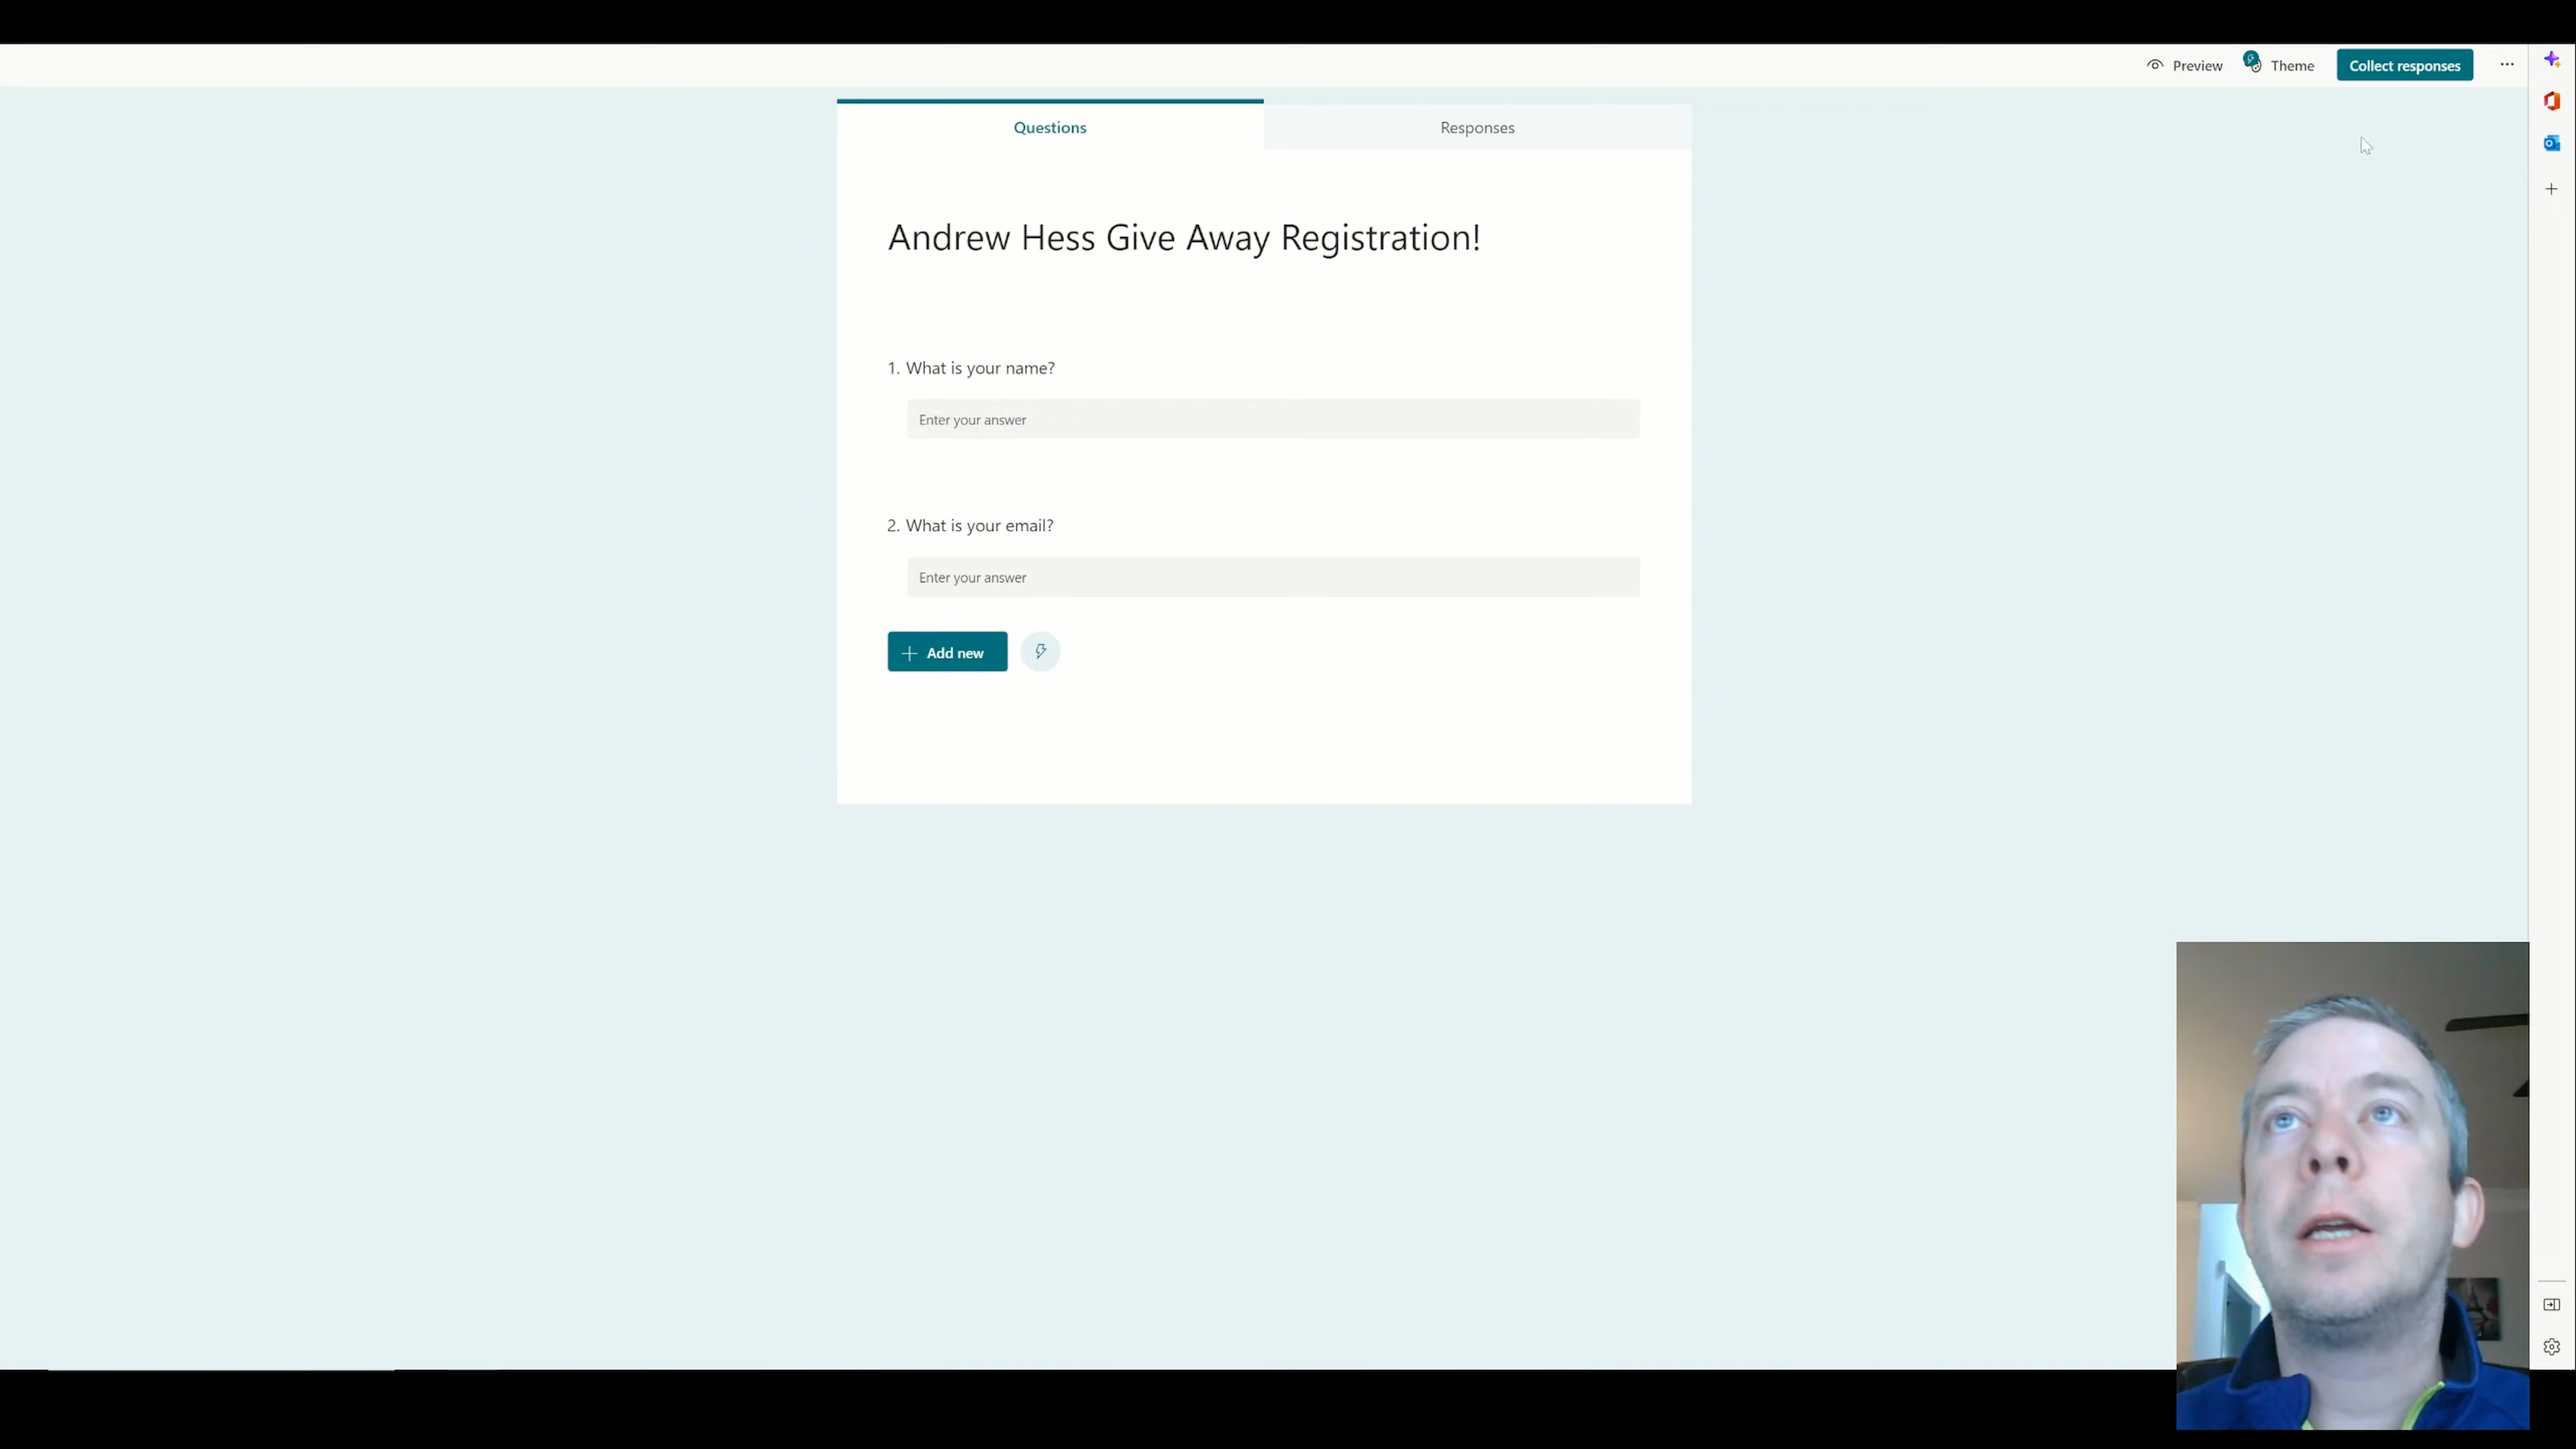 Preview
Theme
Collect responses
Questions
Responses
Andrew Hess Give Away Registration!
1. What is your name?
Enter your answer
2. What is your email?
Enter your answer
Add new